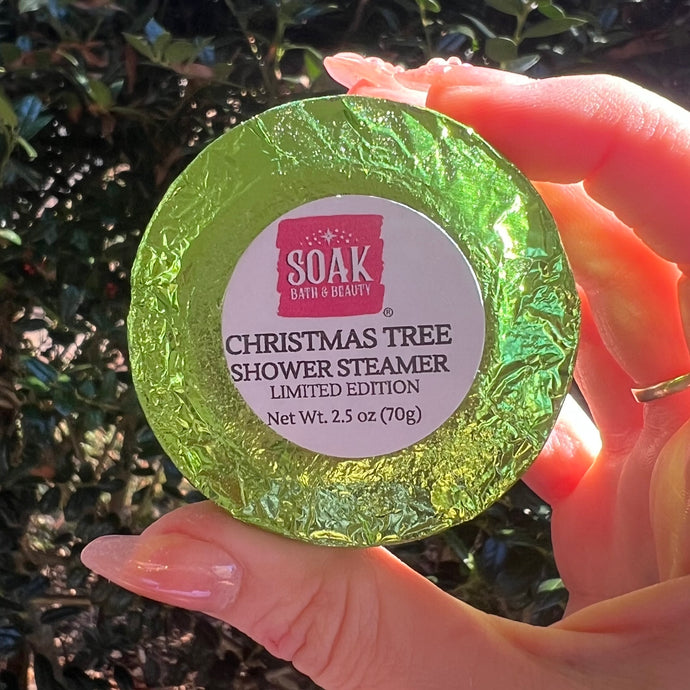 SOAK
BATH & BEAUTY
®
CHRISTMAS TREE
SHOWER STEAMER
LIMITED EDITION
Net Wt. 2.5 oz (70g)